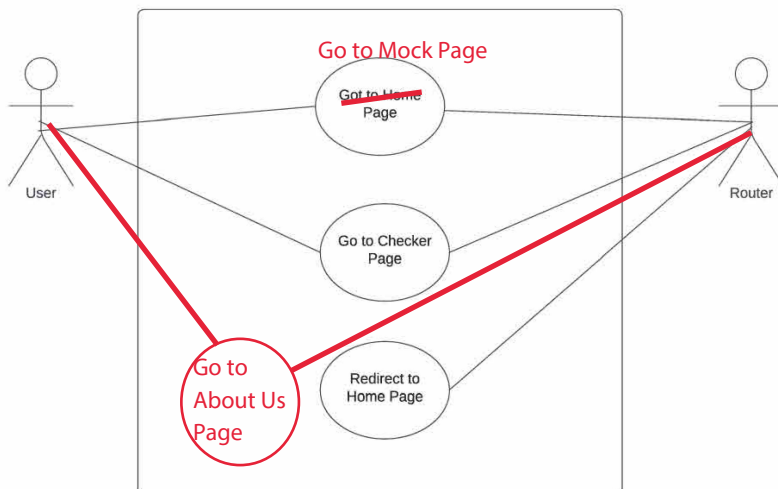 Go to Mock Page
Got to Home
Page
User
Router
Go to Checker
Page
Go to
About Us
Page
Redirect to
Home Page